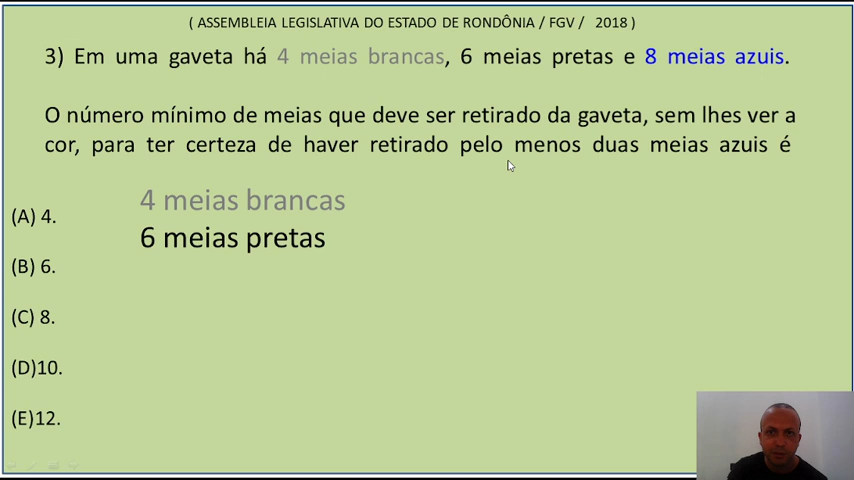 ( ASSEMBLEIA LEGISLATIVA DO ESTADO DE RONDÔNIA / FGV / 2018 )
3) Em uma gaveta há 4 meias brancas, 6 meias pretas e 8 meias azuis.
O número mínimo de meias que deve ser retirado da gaveta, sem lhes ver a
cor, para ter certeza de haver retirado pelo menos duas meias azuis é
4 meias brancas
(A) 4.
6 meias pretas
(B) 6.
(C) 8.
(D)10.
(E)12.